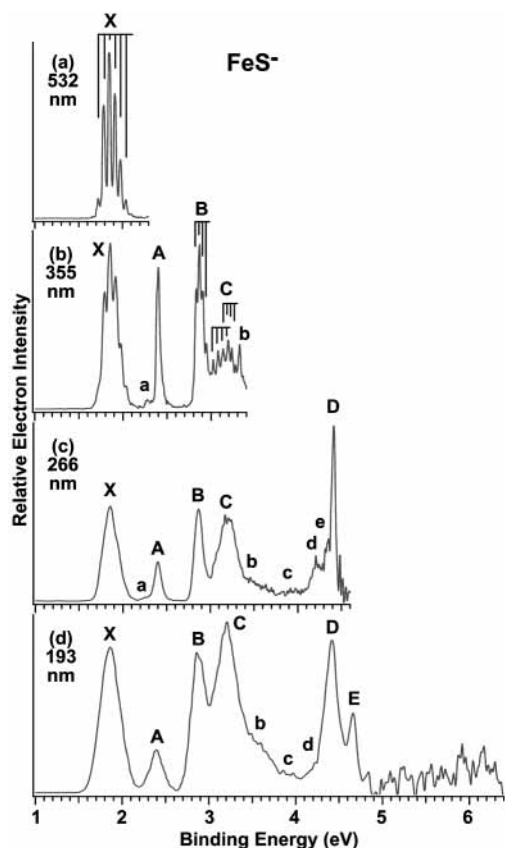 FeS-
X
(a)
532
nm
(b)
355
nm
X
a
A
B
C
b
(c)
266
nm
X
a
A
B
C
b
c
d
e
D
(d)
193
nm
X
A
B
C
b
c
d
D
E
1 2 3 4 5 6
Binding Energy (eV)
Relative Electron Intensity